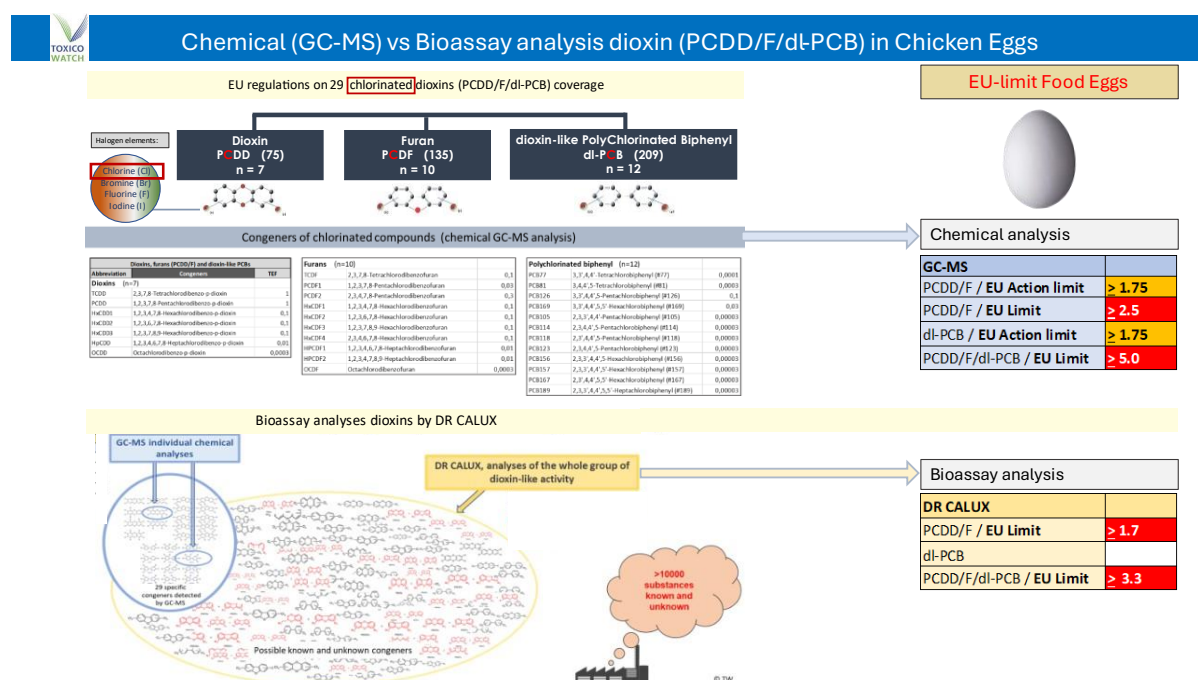 TOXICO
WATCH
Chemical (GC-MS) vs Bioassay analysis dioxin (PCDD/F/dl-PCB) in Chicken Eggs
EU regulations on 29 chlorinated dioxins (PCDD/F/dl-PCB) coverage
EU-limit Food Eggs
Halogen elements:
Chlorine (Cl)
Bromine (Br)
Fluorine (F)
Iodine (I)
Dioxin
PCDD (75)
n = 7
Furan
PCDF (135)
n = 10
dioxin-like PolyChlorinated Biphenyl
dl-PCB (209)
n = 12
Congeners of chlorinated compounds (chemical GC-MS analysis)
Chemical analysis
Dioxins, furans (PCDD/F) and dioxin-like PCBs
Abbreviation Congeners TEF
Dioxins (n=7)
TCDD 2,3,7,8-Tetrachlorodibenzo-p-dioxin 1
PCDD 1,2,3,7,8-Pentachlorodibenzo-p-dioxin 1
HxCDD1 1,2,3,4,7,8-Hexachlorodibenzo-p-dioxin 0,1
HxCDD2 1,2,3,6,7,8-Hexachlorodibenzo-p-dioxin 0,1
HxCDD3 1,2,3,7,8,9-Hexachlorodibenzo-p-dioxin 0,1
HpCDD 1,2,3,4,6,7,8-Heptachlorodibenzo-p-dioxin 0,01
OCDD Octachlorodibenzo-p-dioxin 0,0003
Furans (n=10)
TCDF 2,3,7,8-Tetrachlorodibenzofuran 0,1
PCDF1 1,2,3,7,8-Pentachlorodibenzofuran 0,03
PCDF2 2,3,4,7,8-Pentachlorodibenzofuran 0,3
HxCDF1 1,2,3,4,7,8-Hexachlorodibenzofuran 0,1
HxCDF2 1,2,3,6,7,8-Hexachlorodibenzofuran 0,1
HxCDF3 1,2,3,7,8,9-Hexachlorodibenzofuran 0,1
HxCDF4 2,3,4,6,7,8-Hexachlorodibenzofuran 0,1
HPCDF1 1,2,3,4,6,7,8-Heptachlorodibenzofuran 0,01
HPCDF2 1,2,3,4,7,8,9-Heptachlorodibenzofuran 0,01
OCDF Octachlorodibenzofuran 0,0003
Polychlorinated biphenyl (n=12)
PCB77 3,3',4,4'-Tetrachlorobiphenyl (#77) 0,0001
PCB81 3,4,4',5-Tetrachlorobiphenyl (#81) 0,0003
PCB126 3,3',4,4',5-Pentachlorobiphenyl (#126) 0,1
PCB169 3,3',4,4',5,5'-Hexachlorobiphenyl (#169) 0,03
PCB105 2,3,3',4,4'-Pentachlorobiphenyl (#105) 0,00003
PCB114 2,3,4,4',5-Pentachlorobiphenyl (#114) 0,00003
PCB118 2,3',4,4',5-Pentachlorobiphenyl (#118) 0,00003
PCB123 2,3,4,4',5-Pentachlorobiphenyl (#123) 0,00003
PCB156 2,3,3',4,4',5-Hexachlorobiphenyl (#156) 0,00003
PCB157 2,3,3',4,4',5'-Hexachlorobiphenyl (#157) 0,00003
PCB167 2,3',4,4',5,5'-Hexachlorobiphenyl (#167) 0,00003
PCB189 2,3,3',4,4',5,5'-Heptachlorobiphenyl (#189) 0,00003
GC-MS
PCDD/F / EU Action limit ≥ 1.75
PCDD/F / EU Limit ≥ 2.5
dl-PCB / EU Action limit ≥ 1.75
PCDD/F/dl-PCB / EU Limit ≥ 5.0
Bioassay analyses dioxins by DR CALUX
GC-MS individual chemical
analyses
DR CALUX, analyses of the whole group of
dioxin-like activity
Bioassay analysis
29 specific
congeners detected
by GC-MS
Possible known and unknown congeners
>10000
substances
known and
unknown
DR CALUX
PCDD/F / EU Limit ≥ 1.7
dl-PCB
PCDD/F/dl-PCB / EU Limit ≥ 3.3
© TW